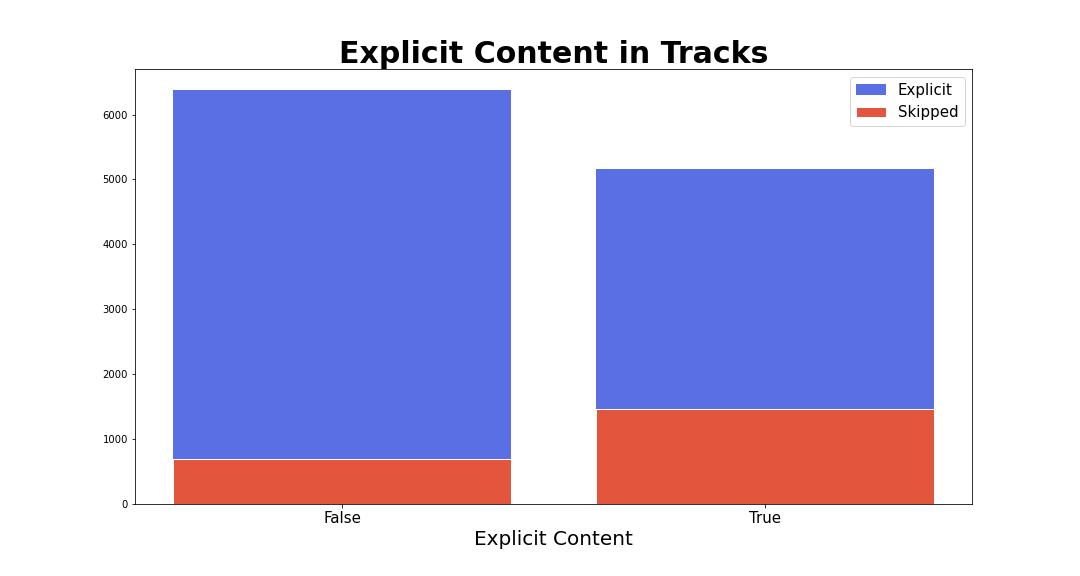 Explicit Content in Tracks
Explicit
Skipped
6000
5000
4000
3000
2000
1000
0
False True
Explicit Content